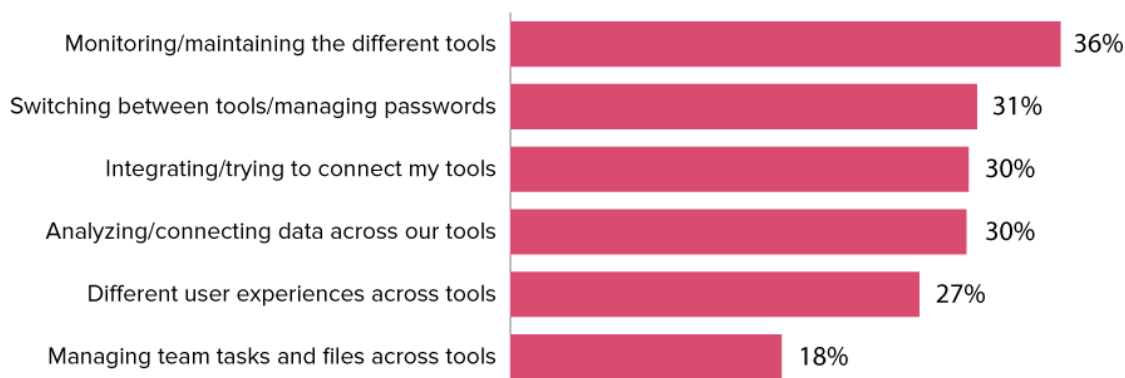 Monitoring/maintaining the different tools 36%
Switching between tools/managing passwords 31%
Integrating/trying to connect my tools 30%
Analyzing/connecting data across our tools 30%
Different user experiences across tools 27%
Managing team tasks and files across tools 18%